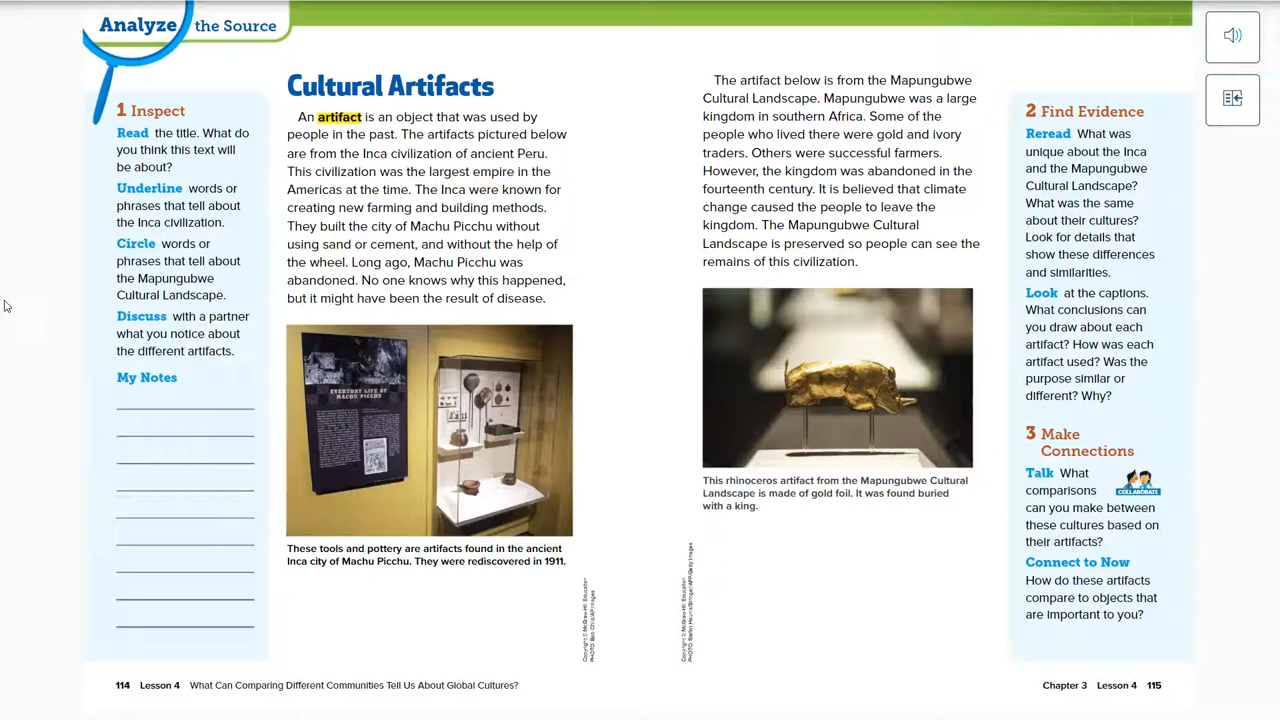 Analyze the Source
1 Inspect
Read the title. What do
you think this text will
be about?
Underline words or
phrases that tell about
the Inca civilization.
Circle words or
phrases that tell about
the Mapungubwe
Cultural Landscape.
Discuss with a partner
what you notice about
the different artifacts.
My Notes
Cultural Artifacts
An artifact is an object that was used by
people in the past. The artifacts pictured below
are from the Inca civilization of ancient Peru.
This civilization was the largest empire in the
Americas at the time. The Inca were known for
creating new farming and building methods.
They built the city of Machu Picchu without
using sand or cement, and without the help of
the wheel. Long ago, Machu Picchu was
abandoned. No one knows why this happened,
but it might have been the result of disease.
EVERYDAY LIFE AT
MACHU PICCHU
These tools and pottery are artifacts found in the ancient
Inca city of Machu Picchu. They were rediscovered in 1911.
Copyright © McGraw-Hill Education
The artifact below is from the Mapungubwe
Cultural Landscape. Mapungubwe was a large
kingdom in southern Africa. Some of the
people who lived there were gold and ivory
traders. Others were successful farmers.
However, the kingdom was abandoned in the
fourteenth century. It is believed that climate
change caused the people to leave the
kingdom. The Mapungubwe Cultural
Landscape is preserved so people can see the
remains of this civilization.
This rhinoceros artifact from the Mapungubwe Cultural
Landscape is made of gold foil. It was found buried
with a king.
Copyright © McGraw-Hill Education
2 Find Evidence
Reread What was
unique about the Inca
and the Mapungubwe
Cultural Landscape?
What was the same
about their cultures?
Look for details that
show these differences
and similarities.
Look at the captions.
What conclusions can
you draw about each
artifact? How was each
artifact used? Was the
purpose similar or
different? Why?
3 Make
Connections
Talk What
comparisons
COLLABORATE
can you make between
these cultures based on
their artifacts?
Connect to Now
How do these artifacts
compare to objects that
are important to you?
114 Lesson 4 What Can Comparing Different Communities Tell Us About Global Cultures?
Chapter 3 Lesson 4 115